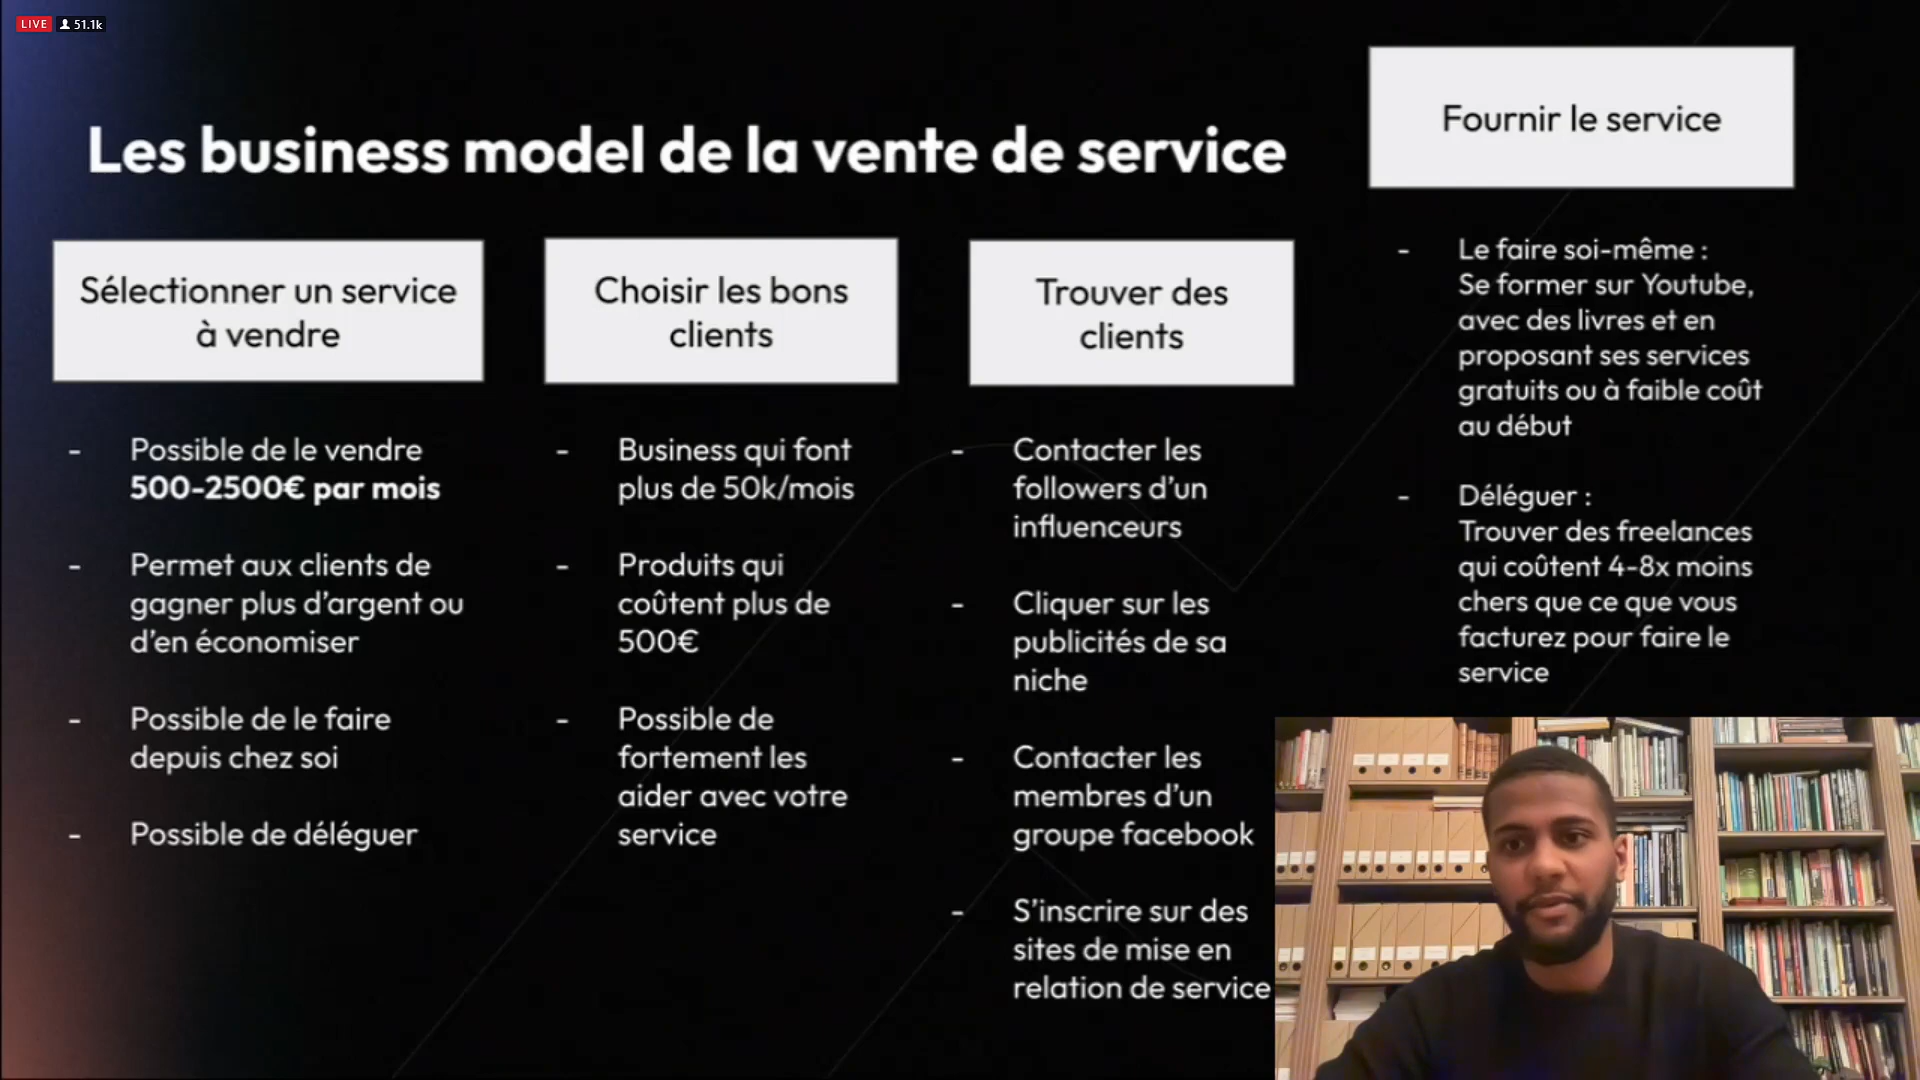 LIVE 51.1k
Les business model de la vente de service
Sélectionner un service
à vendre
- Possible de le vendre
500-2500€ par mois
- Permet aux clients de
gagner plus d'argent ou
d'en économiser
- Possible de le faire
depuis chez soi
- Possible de déléguer
Choisir les bons
clients
- Business qui font
plus de 50k/mois
- Produits qui
coûtent plus de
500€
- Possible de
fortement les
aider avec votre
service
Trouver des
clients
- Contacter les
followers d'un
influenceurs
- Cliquer sur les
publicités de sa
niche
- Contacter les
membres d'un
groupe facebook
- S'inscrire sur des
sites de mise en
relation de service
Fournir le service
- Le faire soi-même :
Se former sur Youtube,
avec des livres et en
proposant ses services
gratuits ou à faible coût
au début
- Déléguer :
Trouver des freelances
qui coûtent 4-8x moins
chers que ce que vous
facturez pour faire le
service